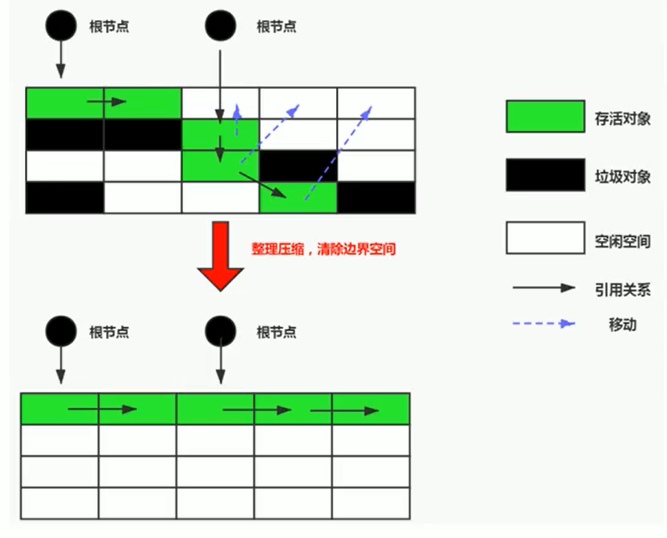 根节点
根节点
存活对象
垃圾对象
空闲空间
整理压缩，清除边界空间
引用关系
移动
根节点
根节点